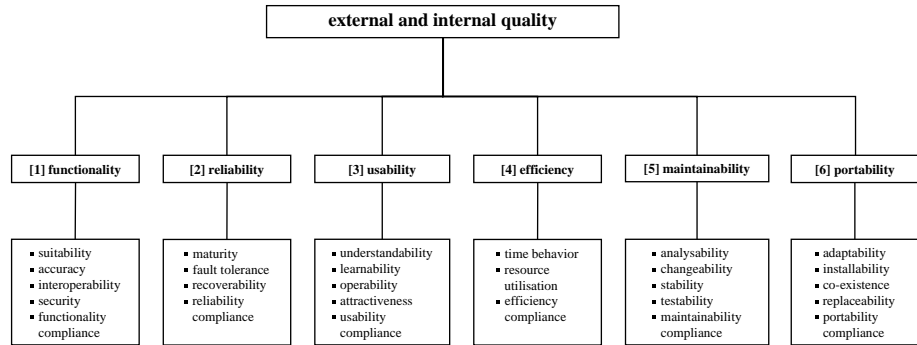 external and internal quality
[1] functionality
[2] reliability
[3] usability
[4] efficiency
[5] maintainability
[6] portability
▪ suitability
▪ accuracy
▪ interoperability
▪ security
▪ functionality
compliance
▪ maturity
▪ fault tolerance
▪ recoverability
▪ reliability
compliance
▪ understandability
▪ learnability
▪ operability
▪ attractiveness
▪ usability
compliance
▪ time behavior
▪ resource
utilisation
▪ efficiency
compliance
▪ analysability
▪ changeability
▪ stability
▪ testability
▪ maintainability
compliance
▪ adaptability
▪ installability
▪ co-existence
▪ replaceability
▪ portability
compliance